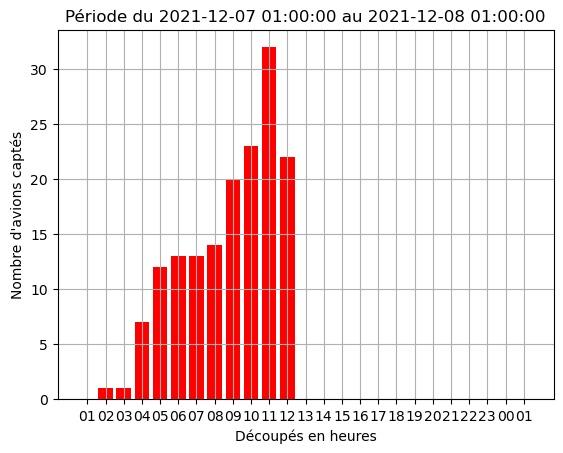 Période du 2021-12-07 01:00:00 au 2021-12-08 01:00:00
Nombre d'avions captés
30
25
20
15
10
5
0
01 02 03 04 05 06 07 08 09 10 11 12 13 14 15 16 17 18 19 20 21 22 23 00 01
Découpés en heures